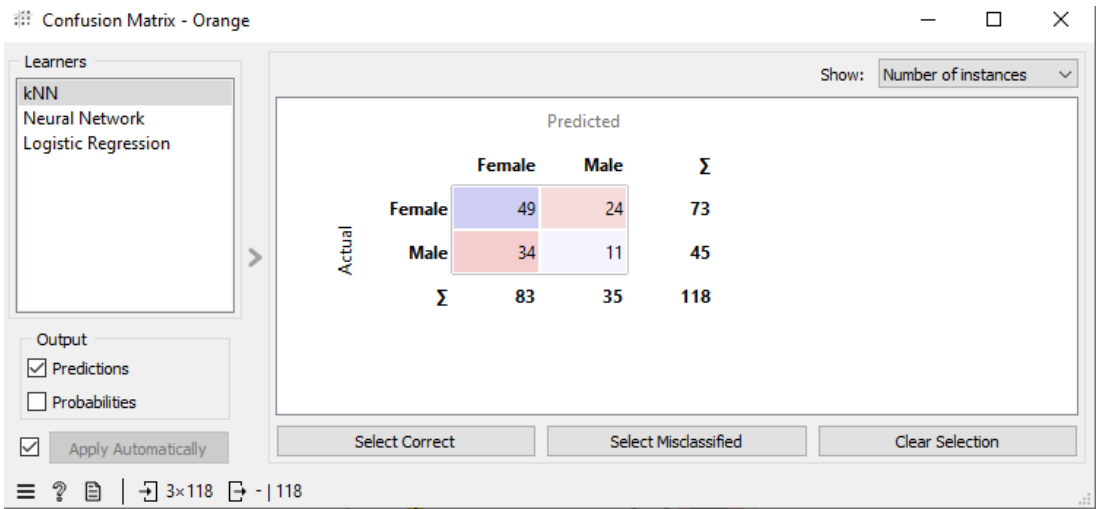 Confusion Matrix - Orange
Learners
kNN
Neural Network
Logistic Regression
Output
Predictions
Probabilities
Apply Automatically
Show: Number of instances
Predicted
Female Male Σ
Actual
Female 49 24 73
Male 34 11 45
Σ 83 35 118
Select Correct Select Misclassified Clear Selection
3×118 - | 118